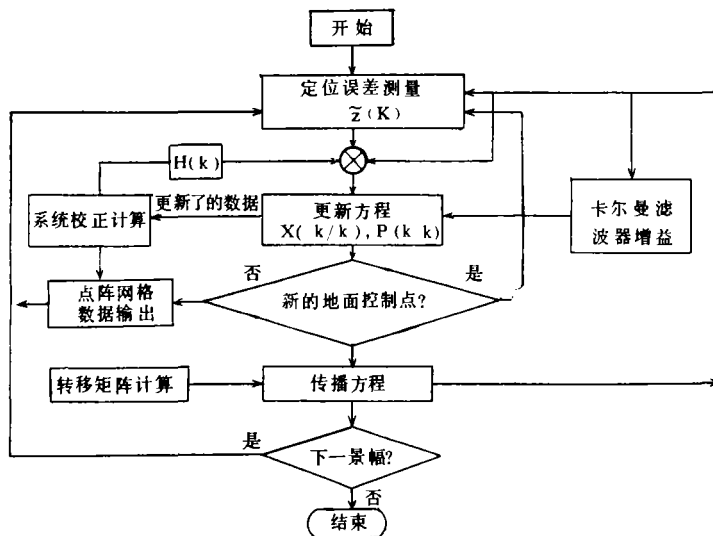 开始
定位误差测量
z̃(K)
H(k)
更新了的数据
系统校正计算
更新方程
X( k/k), P(k k)
卡尔曼滤
波器增益
否
是
点阵网格
数据输出
新的地面控制点?
转移矩阵计算
传播方程
是
下一景幅?
否
结束